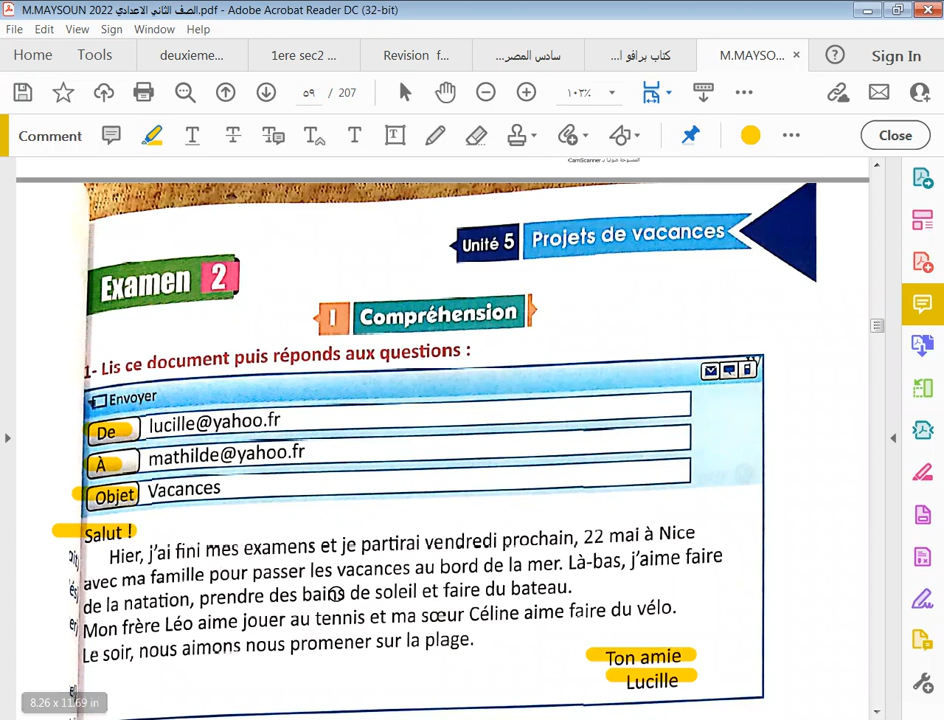 M.MAYSOUN 2022 الصف الثاني الاعدادي.pdf - Adobe Acrobat Reader DC (32-bit)
File Edit View Sign Window Help
Home Tools deuxieme... 1ere sec2 ... Revision f... سادس المصر... كتاب برافو ا... M.MAYSO... × Sign In
٥٩ / 207 ١٠٣٪
Comment Close
CamScanner الممسوحة ضوئيا بـ
Unité 5 Projets de vacances
Examen 2
I Compréhension
1- Lis ce document puis réponds aux questions :
Envoyer
De lucille@yahoo.fr
À mathilde@yahoo.fr
Objet Vacances
Salut !
Hier, j'ai fini mes examens et je partirai vendredi prochain, 22 mai à Nice
avec ma famille pour passer les vacances au bord de la mer. Là-bas, j'aime faire
de la natation, prendre des bains de soleil et faire du bateau.
Mon frère Léo aime jouer au tennis et ma sœur Céline aime faire du vélo.
Le soir, nous aimons nous promener sur la plage.
Ton amie
Lucille
8.26 x 11.69 in